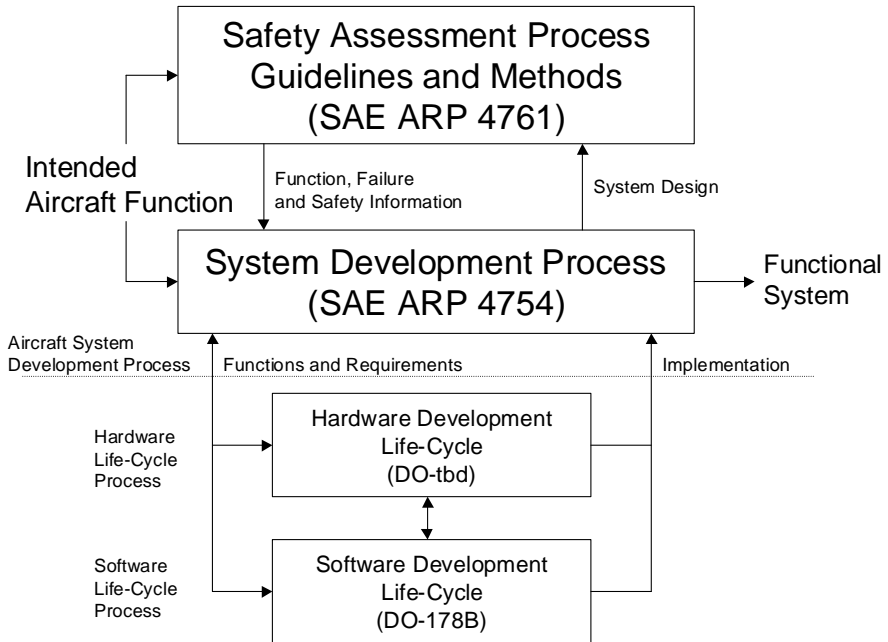 Safety Assessment Process
Guidelines and Methods
(SAE ARP 4761)
Intended
Aircraft Function
Function, Failure
and Safety Information
System Design
System Development Process
(SAE ARP 4754)
Functional
System
Aircraft System
Development Process
Functions and Requirements
Implementation
Hardware
Life-Cycle
Process
Hardware Development
Life-Cycle
(DO-tbd)
Software
Life-Cycle
Process
Software Development
Life-Cycle
(DO-178B)